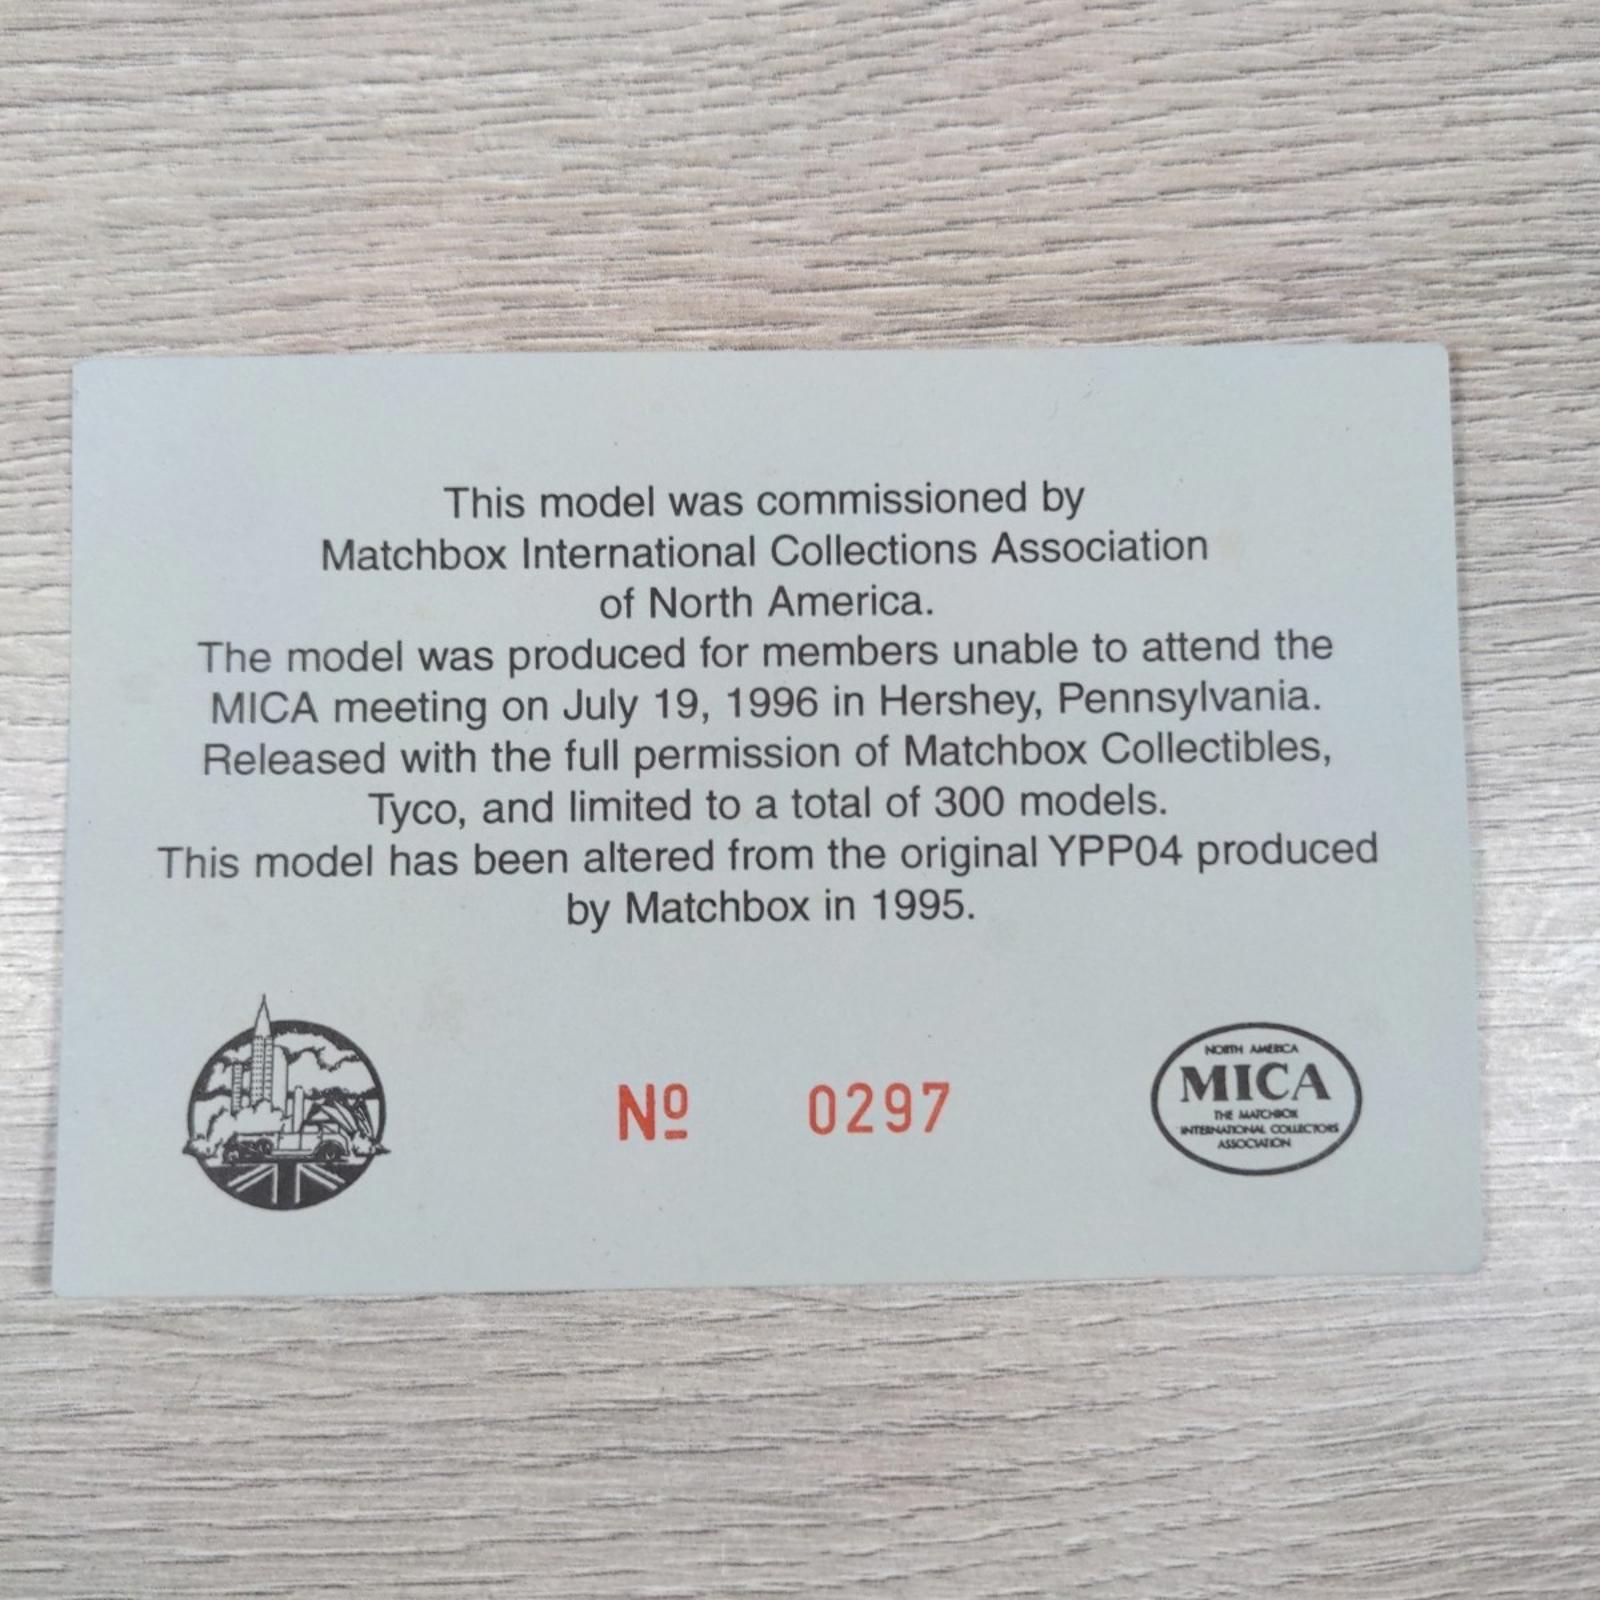 This model was commissioned by
Matchbox International Collections Association
of North America.
The model was produced for members unable to attend the
MICA meeting on July 19, 1996 in Hershey, Pennsylvania.
Released with the full permission of Matchbox Collectibles,
Tyco, and limited to a total of 300 models.
This model has been altered from the original YPP04 produced
by Matchbox in 1995.
Nº 0297
NORTH AMERICA
MICA
THE MATCHBOX
INTERNATIONAL COLLECTORS
ASSOCIATION